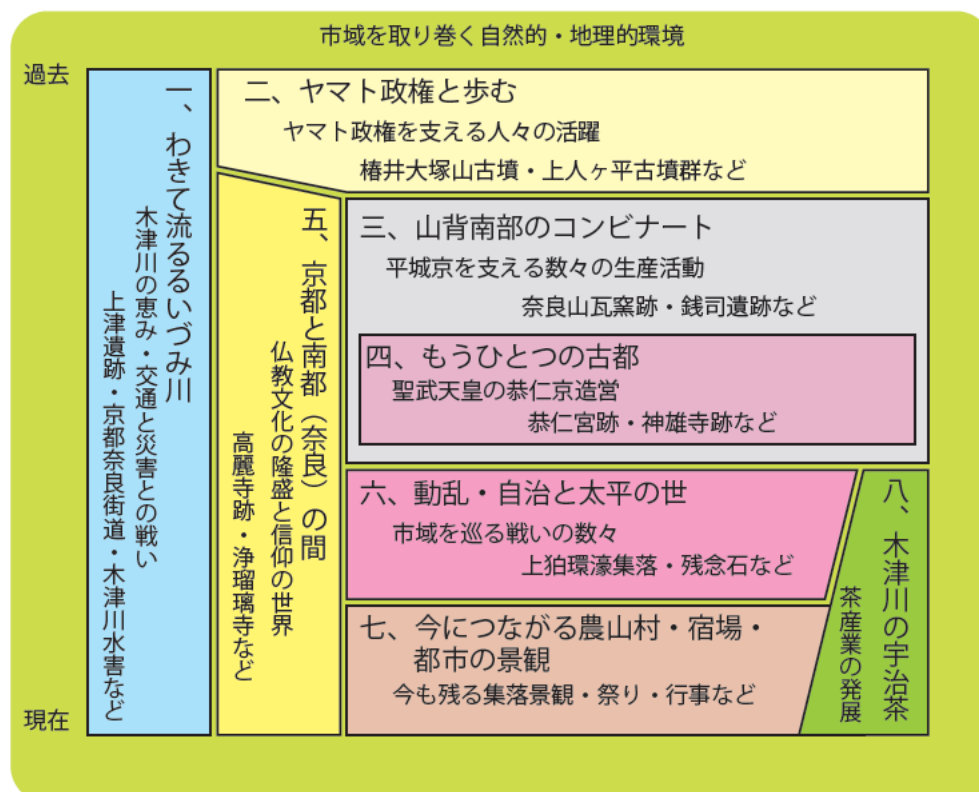 市域を取り巻く自然的・地理的環境
過去
一、わきて流るるいづみ川
木津川の恵み・交通と災害との戦い
上津遺跡・京都奈良街道・木津川水害など
二、ヤマト政権と歩む
ヤマト政権を支える人々の活躍
椿井大塚山古墳・上人ヶ平古墳群など
三、山背南部のコンビナート
平城京を支える数々の生産活動
奈良山瓦窯跡・銭司遺跡など
四、もうひとつの古都
聖武天皇の恭仁京造営
恭仁宮跡・神雄寺跡など
五、京都と南都（奈良）の間
仏教文化の隆盛と信仰の世界
高麗寺跡・浄瑠璃寺など
六、動乱・自治と太平の世
市域を巡る戦いの数々
上狛環濠集落・残念石など
七、今につながる農山村・宿場・
都市の景観
今も残る集落景観・祭り・行事など
八、木津川の宇治茶
茶産業の発展
現在